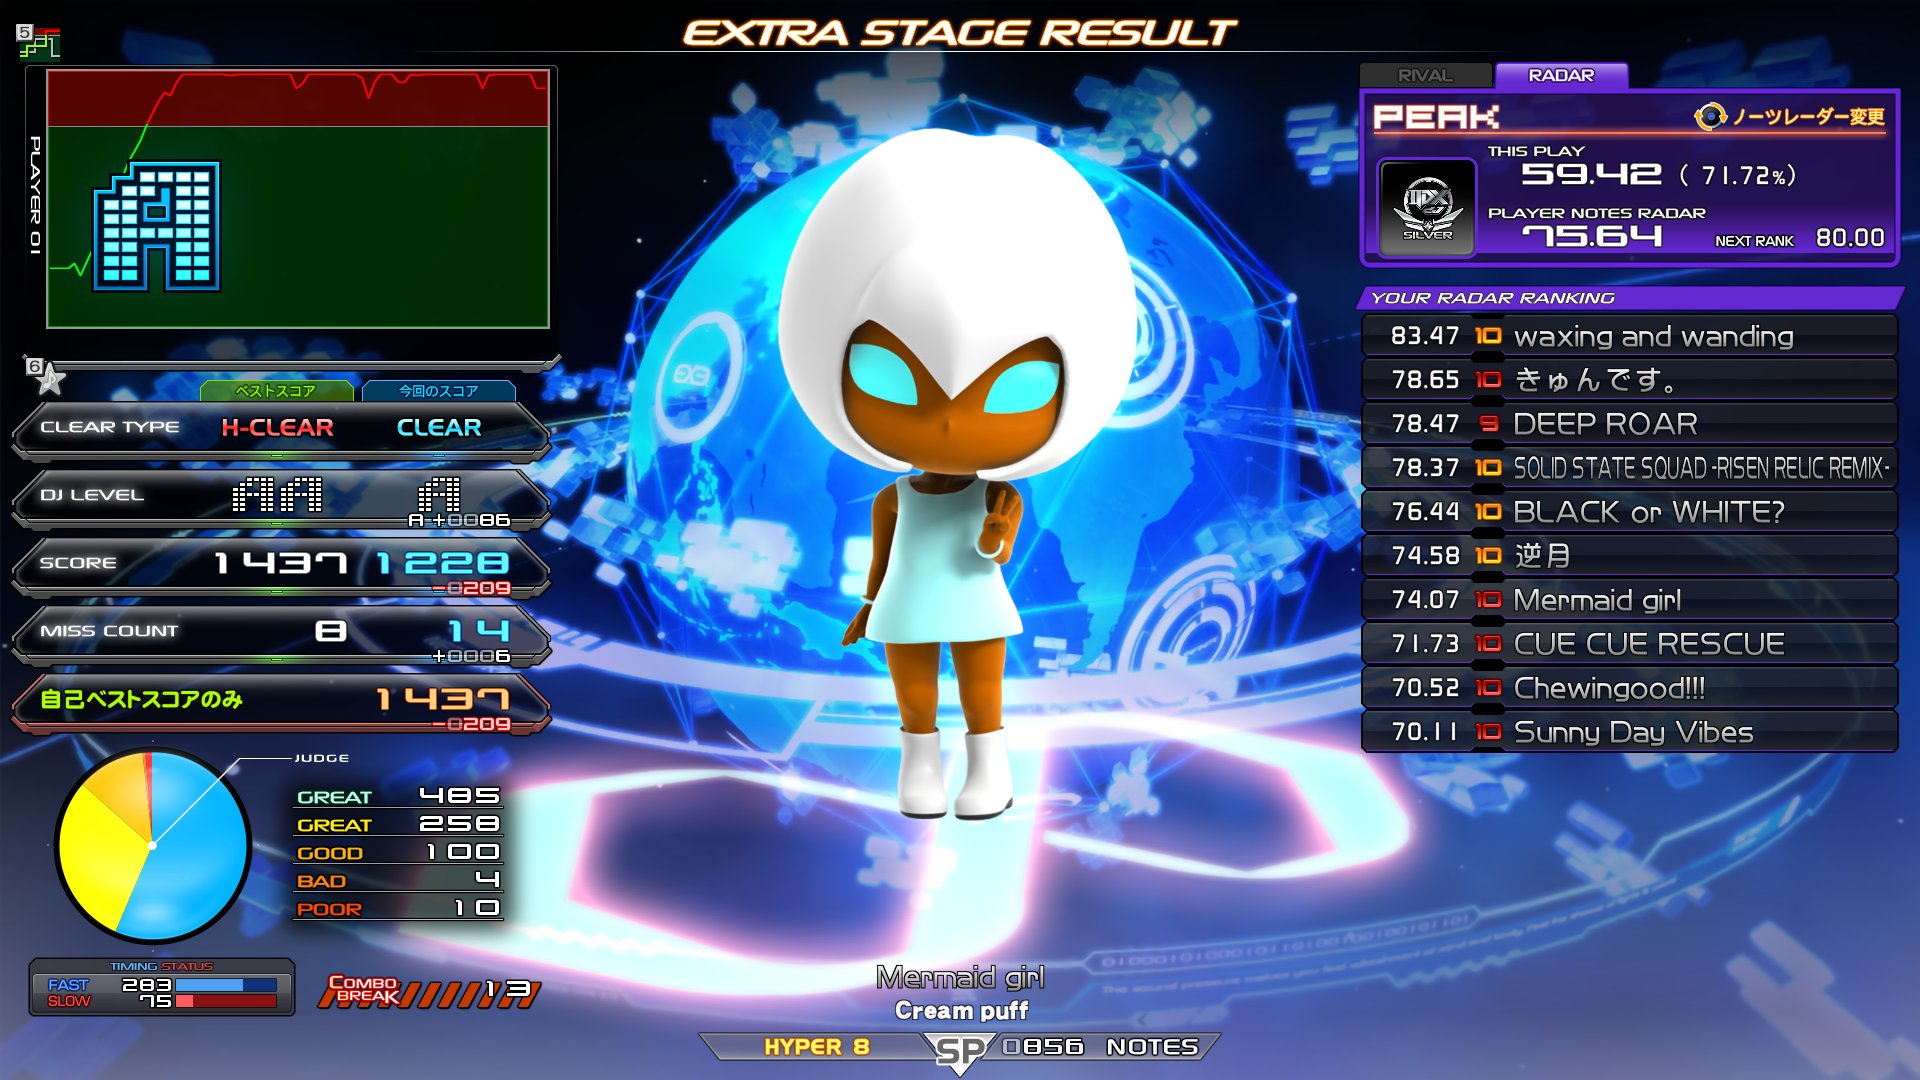 EXTRA STAGE RESULT
5
PLAYER 01
A
6
ベストスコア 今回のスコア
CLEAR TYPE H-CLEAR CLEAR
DJ LEVEL AA A
A +0086
SCORE 1437 1228
-0209
MISS COUNT 8 14
+0006
自己ベストスコアのみ 1437
-0209
JUDGE
GREAT 485
GREAT 258
GOOD 100
BAD 4
POOR 10
TIMING STATUS
FAST 283
SLOW 75
COMBO BREAK 13
Mermaid girl
Cream puff
HYPER 8 SP 0856 NOTES
RIVAL RADAR
PEAK ノーツレーダー変更
THIS PLAY
59.42 ( 71.72%)
SILVER
PLAYER NOTES RADAR
75.64 NEXT RANK 80.00
YOUR RADAR RANKING
83.47 10 waxing and wanding
78.65 10 きゅんです。
78.47 9 DEEP ROAR
78.37 10 SOLID STATE SQUAD -RISEN RELIC REMIX-
76.44 10 BLACK or WHITE?
74.58 10 逆月
74.07 10 Mermaid girl
71.73 10 CUE CUE RESCUE
70.52 10 Chewingood!!!
70.11 10 Sunny Day Vibes